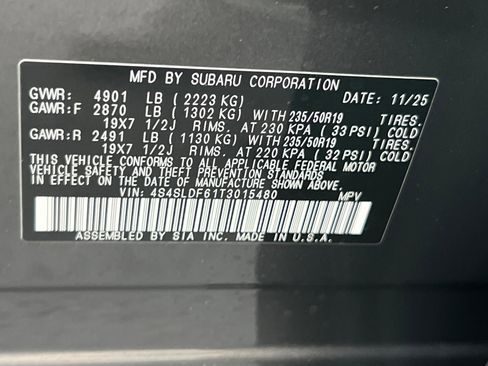 MFD BY SUBARU CORPORATION
GVWR: 4901 LB ( 2223 KG) DATE: 11/25
GAWR:F 2870 LB ( 1302 KG) WITH 235/50R19 TIRES.
19X7 1/2J RIMS. AT 230 KPA ( 33 PSI) COLD
GAWR:R 2491 LB ( 1130 KG) WITH 235/50R19 TIRES.
19X7 1/2J RIMS. AT 220 KPA ( 32 PSI) COLD
THIS VEHICLE CONFORMS TO ALL APPLICABLE FEDERAL MOTOR
VEHICLE SAFETY AND THEFT PREVENTION STANDARDS
IN EFFECT ON THE DATE OF MANUFACTURE SHOWN ABOVE.
VIN: 4S4SLDF61T3015480 MPV
ASSEMBLED BY SIA INC. MADE IN U.S.A.